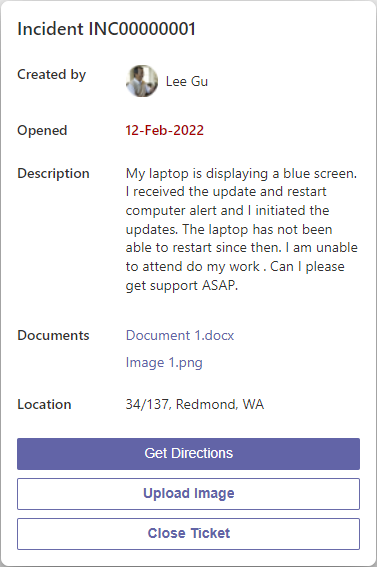 Incident INC00000001
Created by Lee Gu
Opened 12-Feb-2022
Description My laptop is displaying a blue screen.
I received the update and restart
computer alert and I initiated the
updates. The laptop has not been
able to restart since then. I am unable
to attend do my work . Can I please
get support ASAP.
Documents Document 1.docx
Image 1.png
Location 34/137, Redmond, WA
Get Directions
Upload Image
Close Ticket